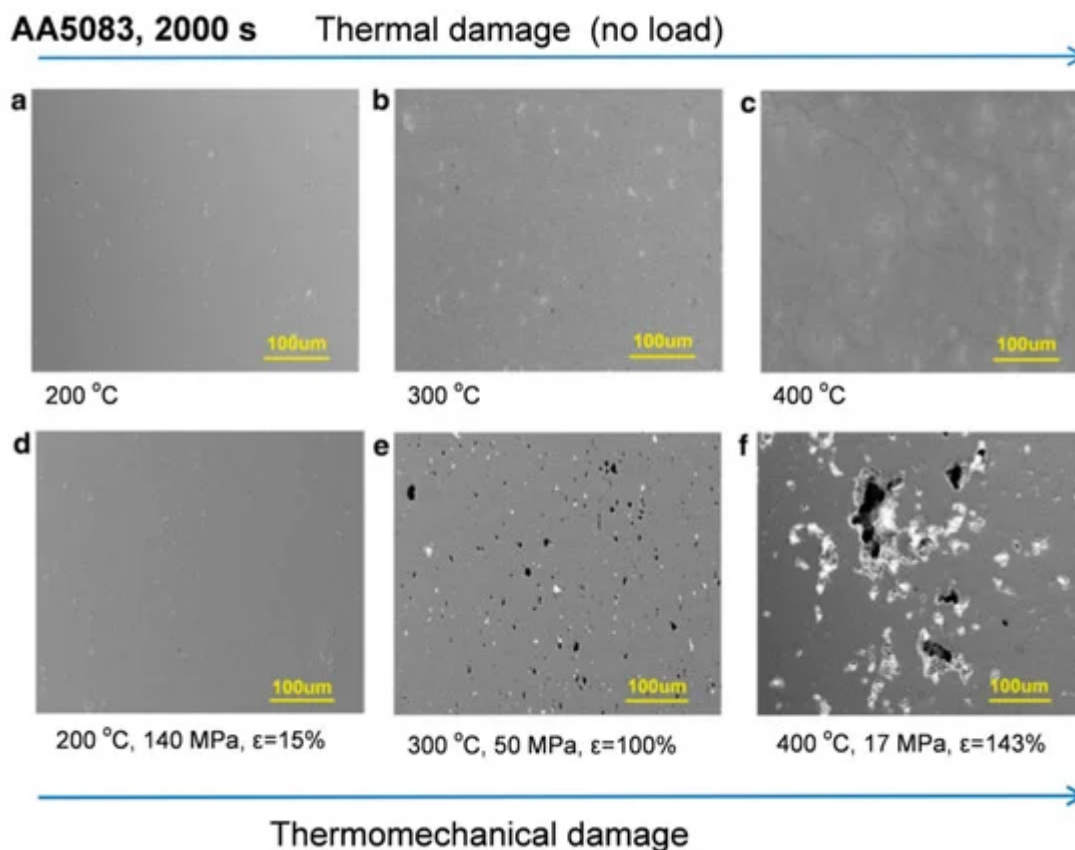 AA5083, 2000 s Thermal damage (no load)
a b c
100um 100um 100um
200 °C 300 °C 400 °C
d e f
100um 100um 100um
200 °C, 140 MPa, ε=15% 300 °C, 50 MPa, ε=100% 400 °C, 17 MPa, ε=143%
Thermomechanical damage